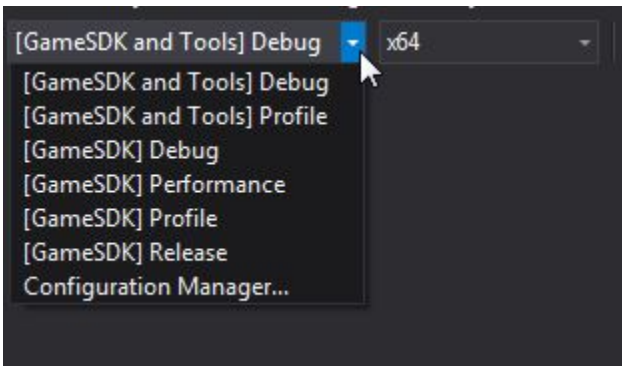 [GameSDK and Tools] Debug x64
[GameSDK and Tools] Debug
[GameSDK and Tools] Profile
[GameSDK] Debug
[GameSDK] Performance
[GameSDK] Profile
[GameSDK] Release
Configuration Manager...